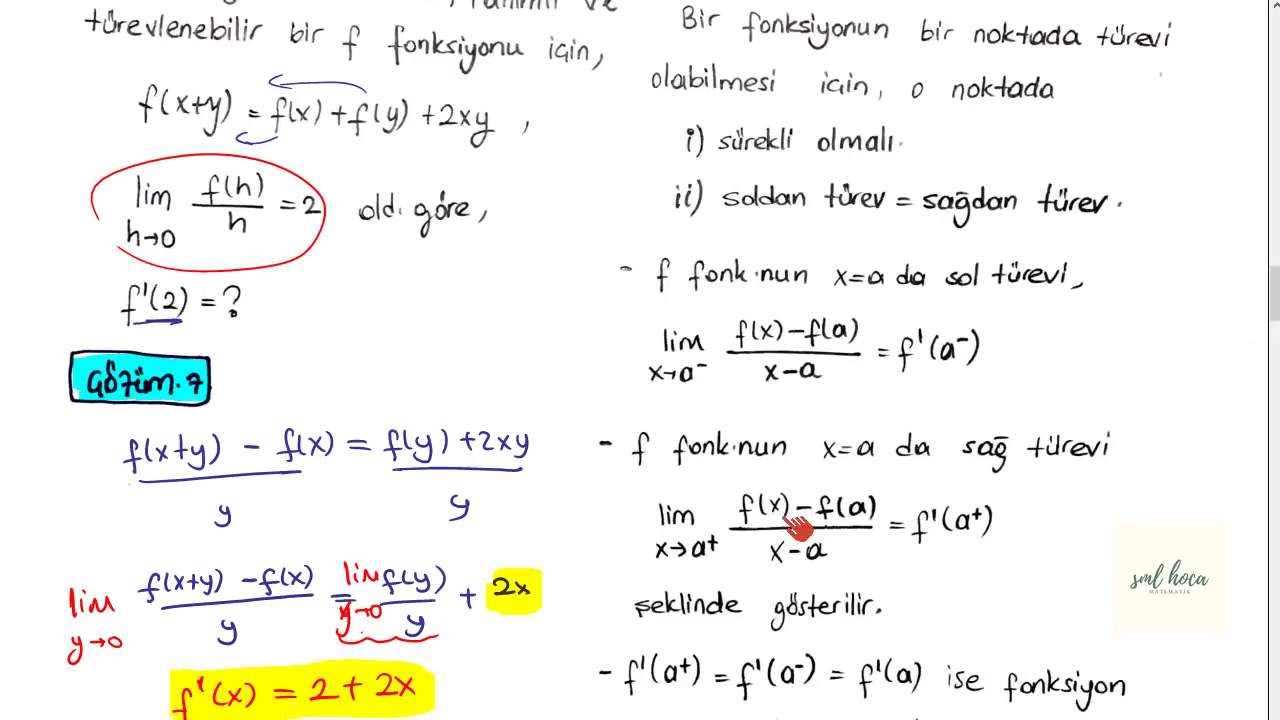 türevlenebilir bir f fonksiyonu için,
f(x+y) = f(x) + f(y) + 2xy ,
lim f(h)/h = 2 old. göre,
h→0
f'(2) = ?
Çözüm.7
f(x+y) - f(x) = f(y) + 2xy
y y
lim f(x+y) - f(x) = lim f(y) + 2x
y→0 y y→0 y
f'(x) = 2 + 2x
Bir fonksiyonun bir noktada türevi
olabilmesi için, o noktada
i) sürekli olmalı.
ii) soldan türev = sağdan türev.
- f fonk.nun x=a da sol türevi,
lim f(x)-f(a) = f'(a⁻)
x→a⁻ x-a
- f fonk.nun x=a da sağ türevi
lim f(x)-f(a) = f'(a⁺)
x→a⁺ x-a
şeklinde gösterilir.
- f'(a⁺) = f'(a⁻) = f'(a) ise fonksiyon
sml hoca
MATEMATİK